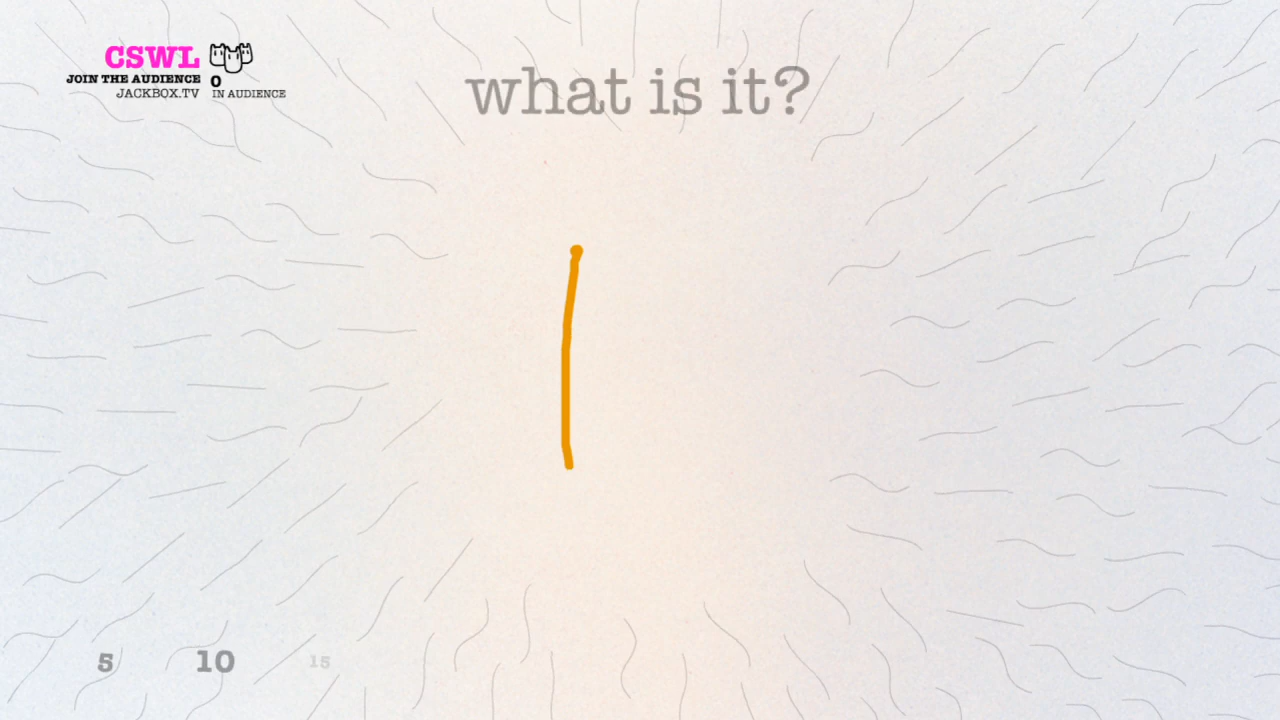 CSWL
JOIN THE AUDIENCE
JACKBOX.TV
0
IN AUDIENCE
what is it?
5 10 15